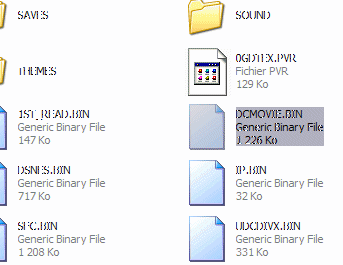 SAVES
SOUND
THEMES
0GDTEX.PVR
Fichier PVR
129 Ko
1ST_READ.BIN
Generic Binary File
147 Ko
DCMOVIE.BIN
Generic Binary File
1 226 Ko
DSNES.BIN
Generic Binary File
717 Ko
IP.BIN
Generic Binary File
32 Ko
SFC.BIN
Generic Binary File
1 208 Ko
UDCDIVX.BIN
Generic Binary File
331 Ko